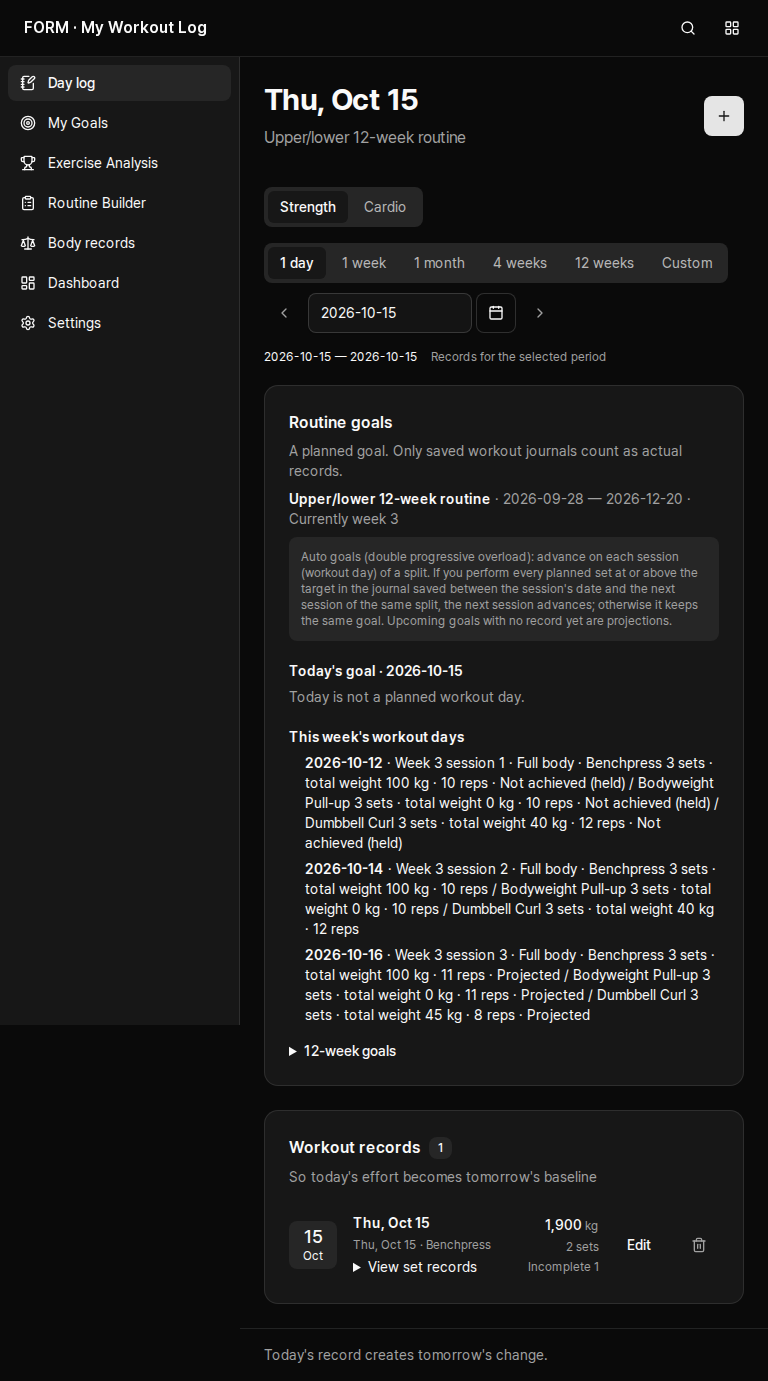 FORM · My Workout Log
Day log
My Goals
Exercise Analysis
Routine Builder
Body records
Dashboard
Settings
Thu, Oct 15
Upper/lower 12-week routine
Strength Cardio
1 day 1 week 1 month 4 weeks 12 weeks Custom
2026-10-15
2026-10-15 — 2026-10-15 Records for the selected period
Routine goals
A planned goal. Only saved workout journals count as actual
records.
Upper/lower 12-week routine · 2026-09-28 — 2026-12-20 ·
Currently week 3
Auto goals (double progressive overload): advance on each session
(workout day) of a split. If you perform every planned set at or above the
target in the journal saved between the session's date and the next
session of the same split, the next session advances; otherwise it keeps
the same goal. Upcoming goals with no record yet are projections.
Today's goal · 2026-10-15
Today is not a planned workout day.
This week's workout days
2026-10-12 · Week 3 session 1 · Full body · Benchpress 3 sets ·
total weight 100 kg · 10 reps · Not achieved (held) / Bodyweight
Pull-up 3 sets · total weight 0 kg · 10 reps · Not achieved (held) /
Dumbbell Curl 3 sets · total weight 40 kg · 12 reps · Not
achieved (held)
2026-10-14 · Week 3 session 2 · Full body · Benchpress 3 sets ·
total weight 100 kg · 10 reps / Bodyweight Pull-up 3 sets · total
weight 0 kg · 10 reps / Dumbbell Curl 3 sets · total weight 40 kg
· 12 reps
2026-10-16 · Week 3 session 3 · Full body · Benchpress 3 sets ·
total weight 100 kg · 11 reps · Projected / Bodyweight Pull-up 3
sets · total weight 0 kg · 11 reps · Projected / Dumbbell Curl 3
sets · total weight 45 kg · 8 reps · Projected
12-week goals
Workout records 1
So today's effort becomes tomorrow's baseline
15
Oct
Thu, Oct 15
Thu, Oct 15 · Benchpress
View set records
1,900 kg
2 sets
Incomplete 1
Edit
Today's record creates tomorrow's change.